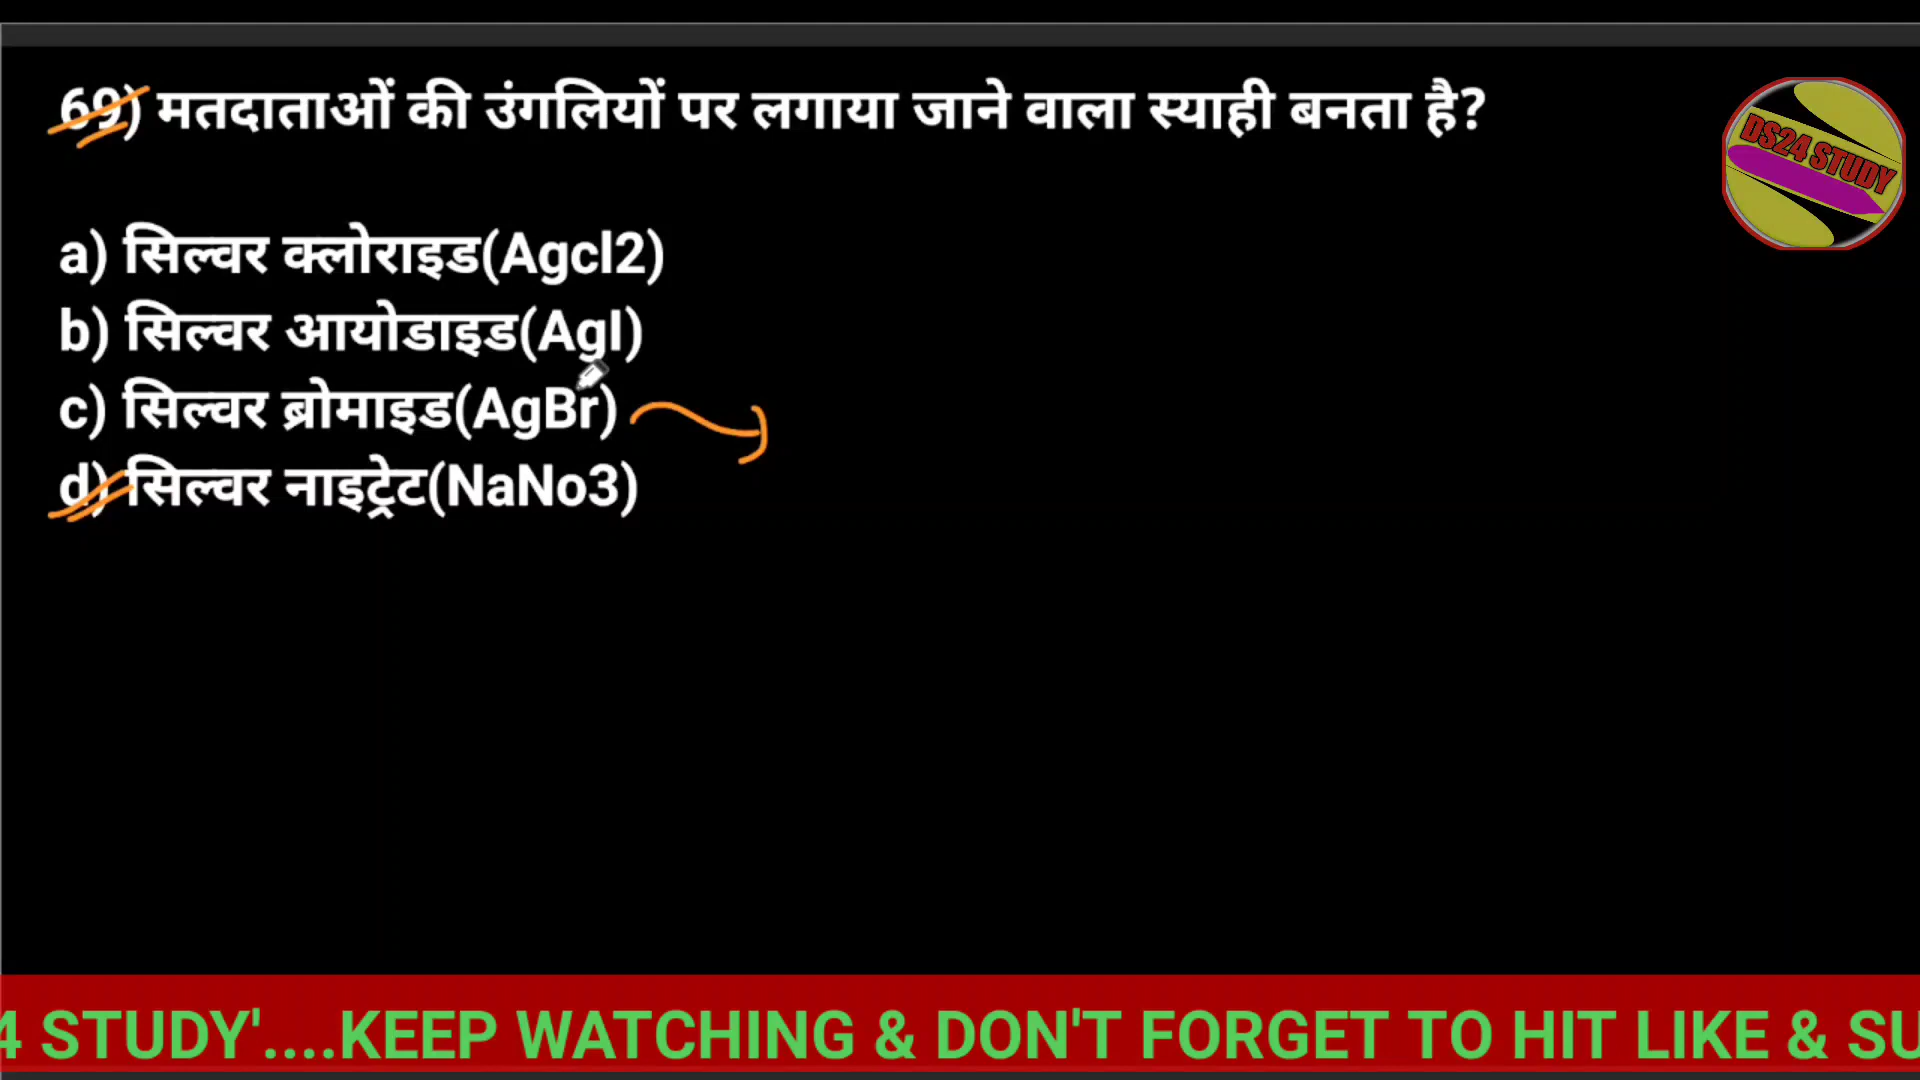 69) मतदाताओं की उंगलियों पर लगाया जाने वाला स्याही बनता है?
DS24 STUDY
a) सिल्वर क्लोराइड(Agcl2)
b) सिल्वर आयोडाइड(AgI)
c) सिल्वर ब्रोमाइड(AgBr)
d) सिल्वर नाइट्रेट(NaNo3)
4 STUDY'....KEEP WATCHING & DON'T FORGET TO HIT LIKE & SU